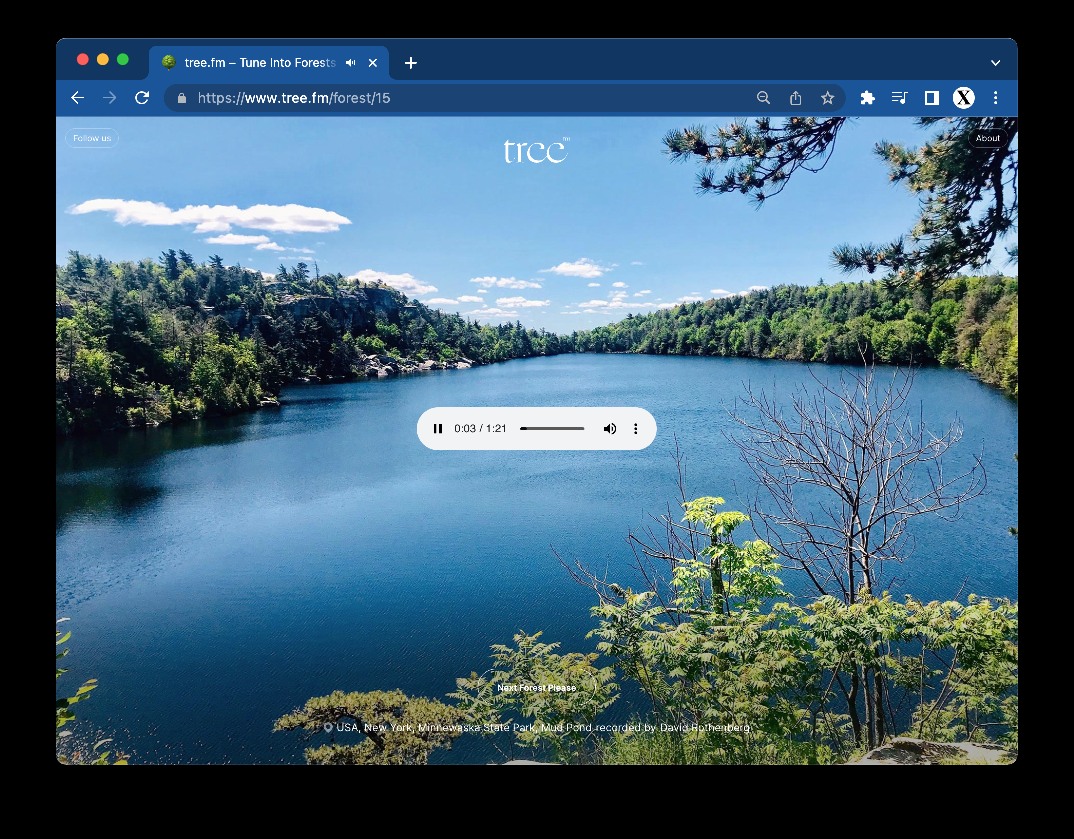 tree.fm – Tune Into Forests
https://www.tree.fm/forest/15
X
Follow us
tree™
About
0:03 / 1:21
Next Forest Please
USA, New York, Minnewaska State Park, Mud Pond recorded by David Rothenberg